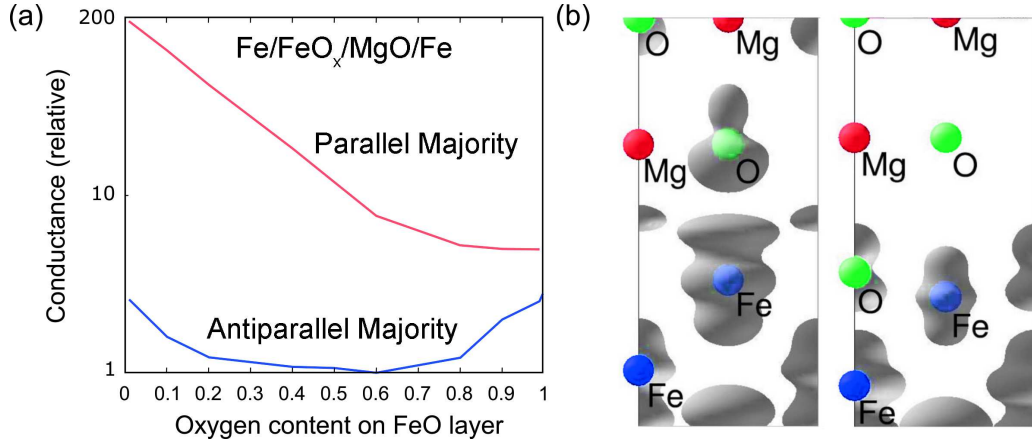 (a)
200
10
1
Conductance (relative)
Fe/FeOₓ/MgO/Fe
Parallel Majority
Antiparallel Majority
0 0.1 0.2 0.3 0.4 0.5 0.6 0.7 0.8 0.9 1
Oxygen content on FeO layer
(b)
O Mg
Mg O
Fe
Fe
O Mg
Mg O
O Fe
Fe